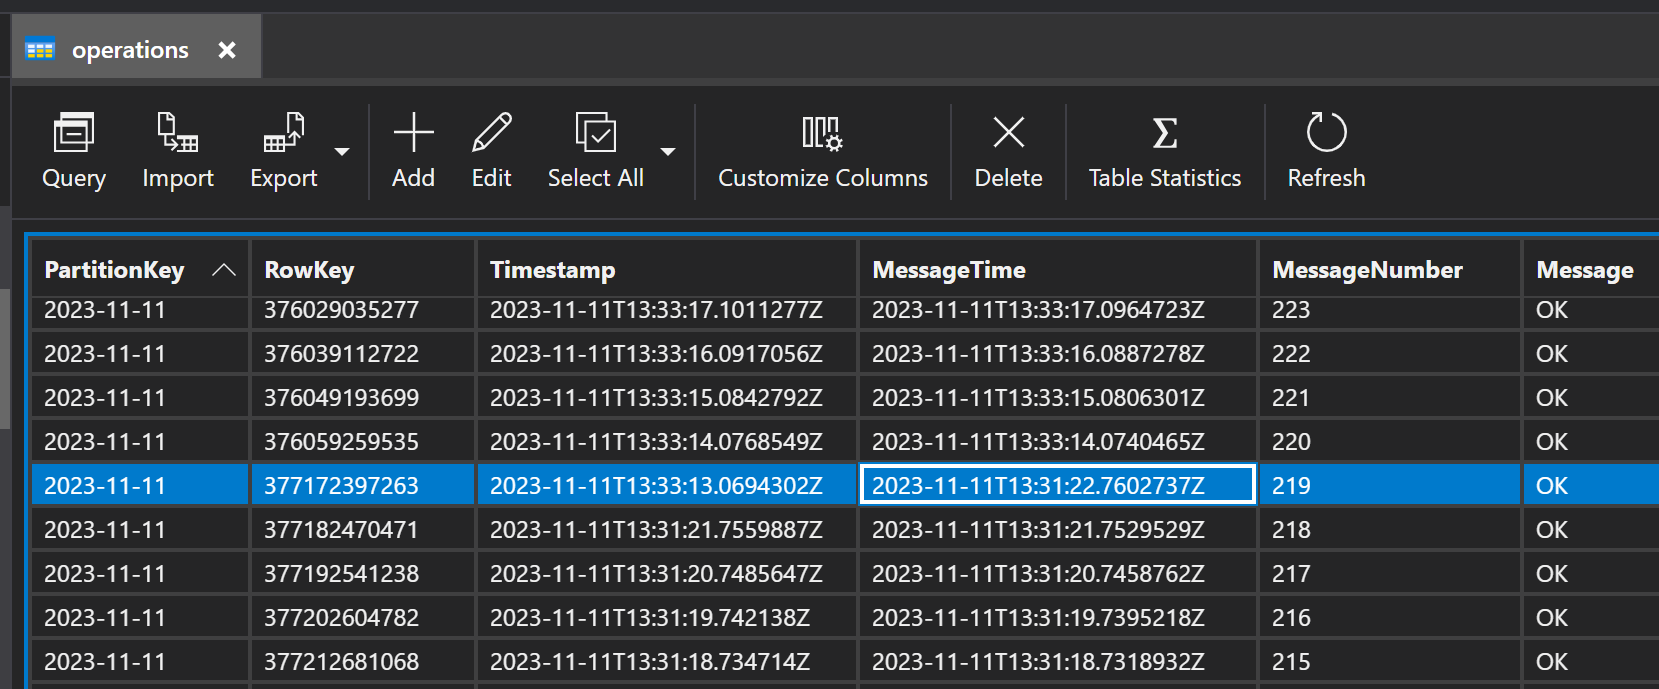 operations
Query Import Export Add Edit Select All Customize Columns Delete Table Statistics Refresh
PartitionKey RowKey Timestamp MessageTime MessageNumber Message
2023-11-11 376029035277 2023-11-11T13:33:17.1011277Z 2023-11-11T13:33:17.0964723Z 223 OK
2023-11-11 376039112722 2023-11-11T13:33:16.0917056Z 2023-11-11T13:33:16.0887278Z 222 OK
2023-11-11 376049193699 2023-11-11T13:33:15.0842792Z 2023-11-11T13:33:15.0806301Z 221 OK
2023-11-11 376059259535 2023-11-11T13:33:14.0768549Z 2023-11-11T13:33:14.0740465Z 220 OK
2023-11-11 377172397263 2023-11-11T13:33:13.0694302Z 2023-11-11T13:31:22.7602737Z 219 OK
2023-11-11 377182470471 2023-11-11T13:31:21.7559887Z 2023-11-11T13:31:21.7529529Z 218 OK
2023-11-11 377192541238 2023-11-11T13:31:20.7485647Z 2023-11-11T13:31:20.7458762Z 217 OK
2023-11-11 377202604782 2023-11-11T13:31:19.742138Z 2023-11-11T13:31:19.7395218Z 216 OK
2023-11-11 377212681068 2023-11-11T13:31:18.734714Z 2023-11-11T13:31:18.7318932Z 215 OK